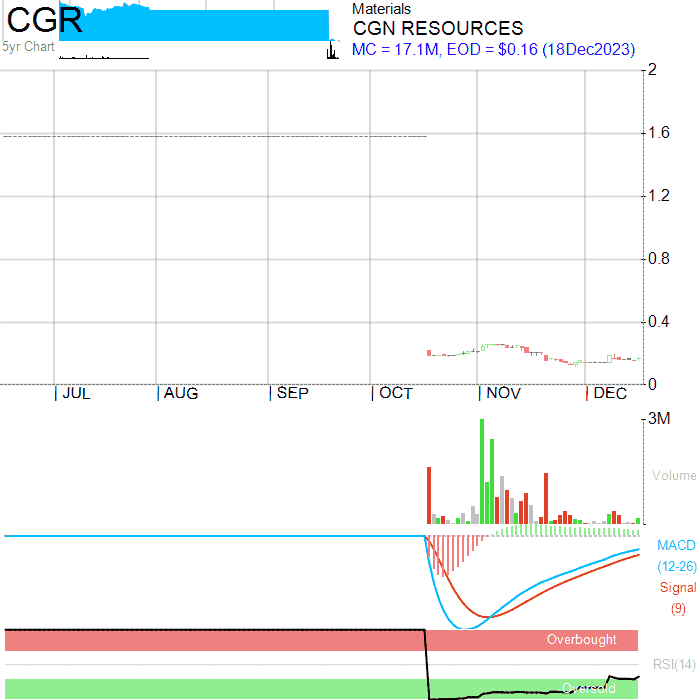 CGR
5yr Chart
Materials
CGN RESOURCES
MC = 17.1M, EOD = $0.16 (18Dec2023)
2
1.6
1.2
0.8
0.4
0
JUL AUG SEP OCT NOV DEC
3M
Volume
MACD
(12-26)
Signal
(9)
Overbought
RSI(14)
Oversold